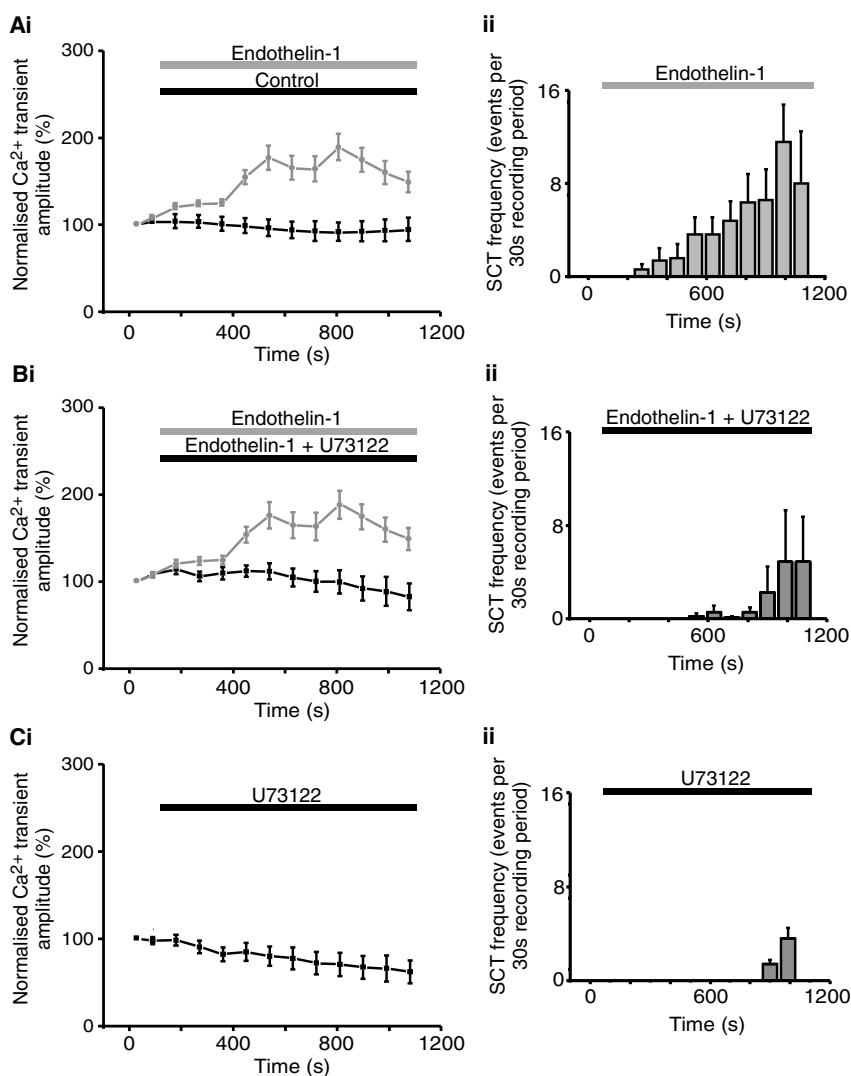 Ai
Normalised Ca²⁺ transient
amplitude (%)
300
200
100
0
Endothelin-1
Control
0 400 800 1200
Time (s)
ii
SCT frequency (events per
30s recording period)
16
8
0
Endothelin-1
0 600 1200
Time (s)
Bi
Normalised Ca²⁺ transient
amplitude (%)
300
200
100
0
Endothelin-1
Endothelin-1 + U73122
0 400 800 1200
Time (s)
ii
SCT frequency (events per
30s recording period)
16
8
0
Endothelin-1 + U73122
0 600 1200
Time (s)
Ci
Normalised Ca²⁺ transient
amplitude (%)
300
200
100
0
U73122
0 400 800 1200
Time (s)
ii
SCT frequency (events per
30s recording period)
16
8
0
U73122
0 600 1200
Time (s)